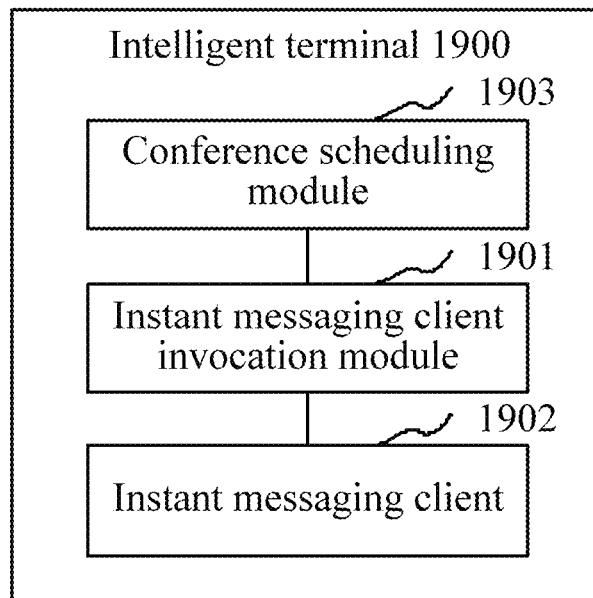 Intelligent terminal 1900
1903
Conference scheduling
module
1901
Instant messaging client
invocation module
1902
Instant messaging client